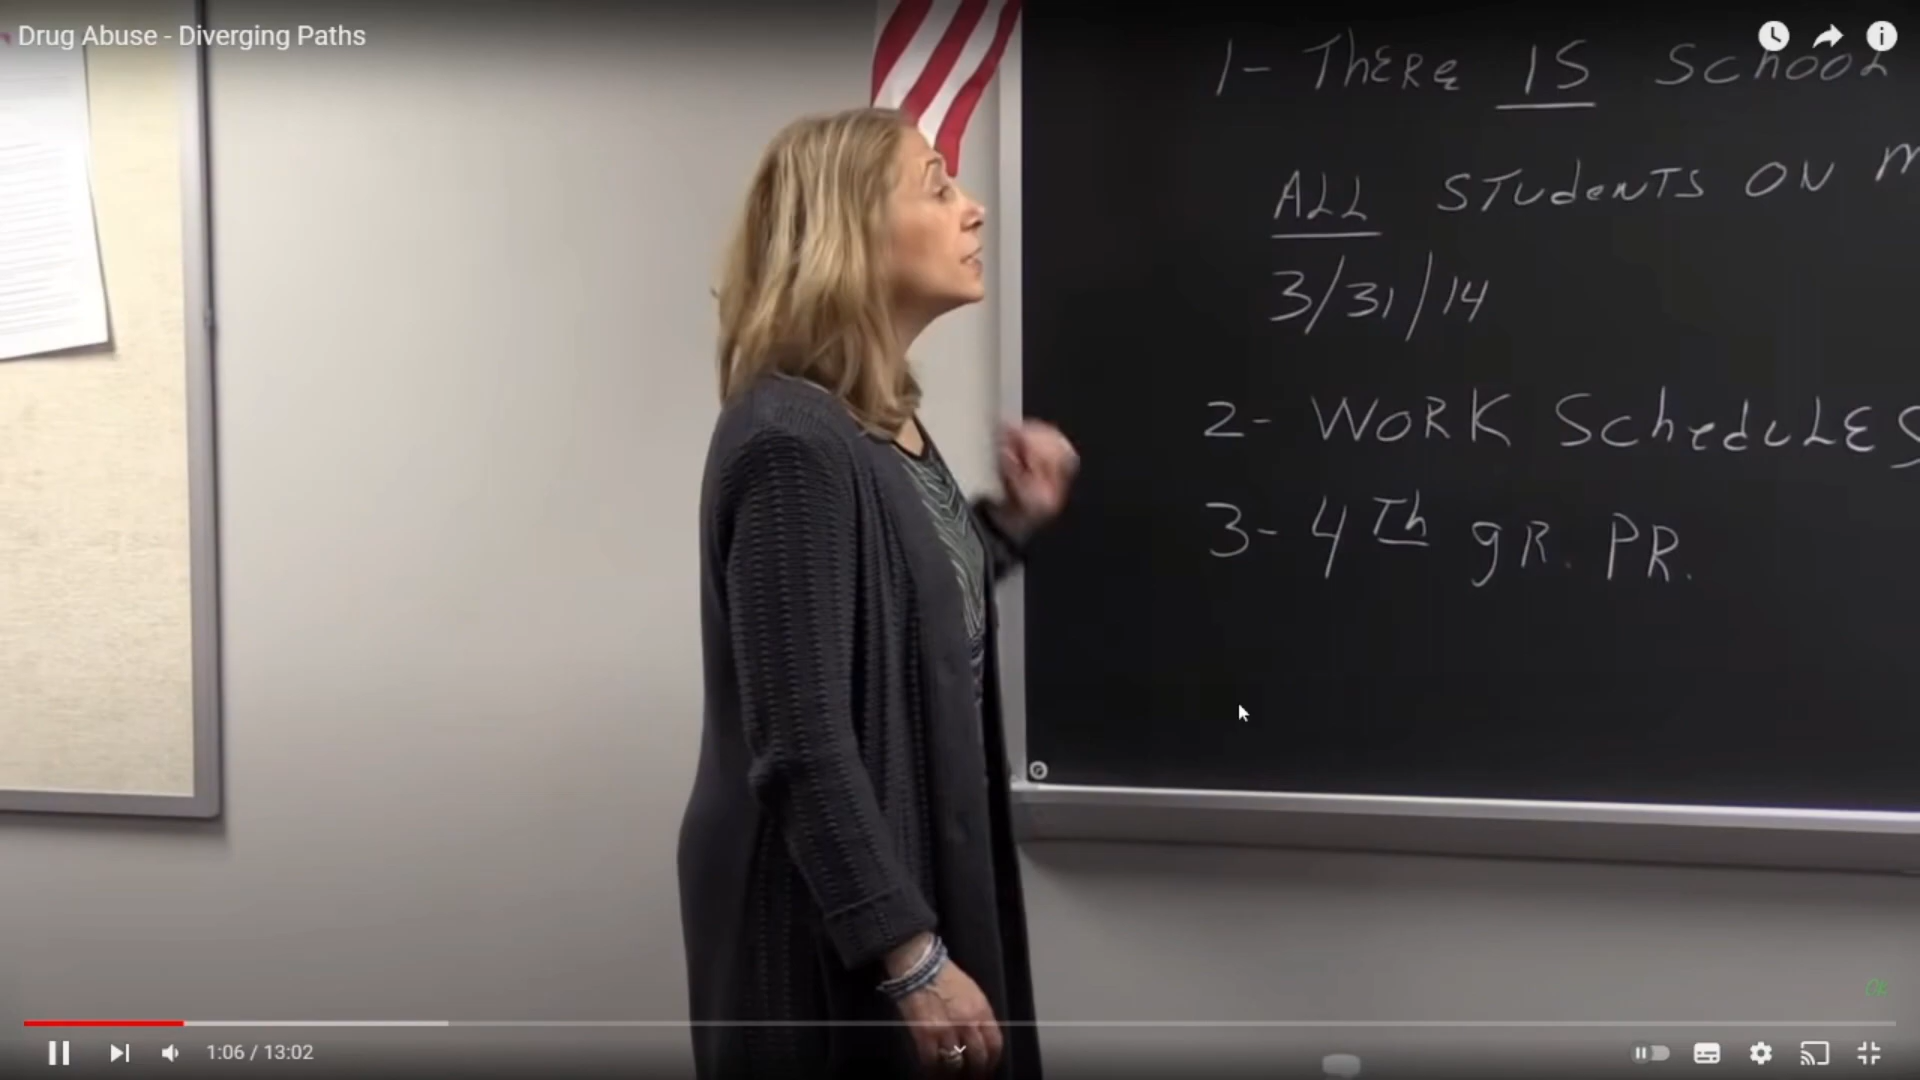 Drug Abuse - Diverging Paths
1- ThERe IS SChOOL
ALL STUdeNTS ON M
3/31/14
2- WORK SchedULES
3- 4Th gR. PR.
1:06 / 13:02